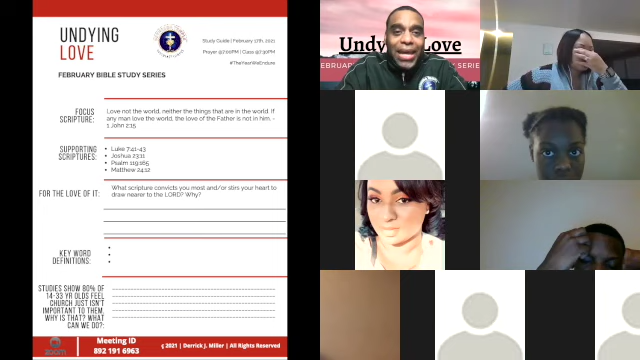 UNDYING
LOVE
Study Guide | February 17th, 2021
Prayer @7:00PM | Class @7:30PM
#TheYearWeEndure
FEBRUARY BIBLE STUDY SERIES
FOCUS
SCRIPTURE:
Love not the world, neither the things that are in the world. If
any man love the world, the love of the Father is not in him. -
1 John 2:15
SUPPORTING
SCRIPTURES:
• Luke 7:41-43
• Joshua 23:11
• Psalm 119:165
• Matthew 24:12
FOR THE LOVE OF IT:
What scripture convicts you most and/or stirs your heart to
draw nearer to the LORD? Why?
KEY WORD
DEFINITIONS:
STUDIES SHOW 80% OF
14-33 YR OLDS FEEL
CHURCH JUST ISN'T
IMPORTANT TO THEM.
WHY IS THAT? WHAT
CAN WE DO?:
zoom
Meeting ID
892 191 6963
© 2021 | Derrick J. Miller | All Rights Reserved
Undy Love
FEBRUARY Y SERIES